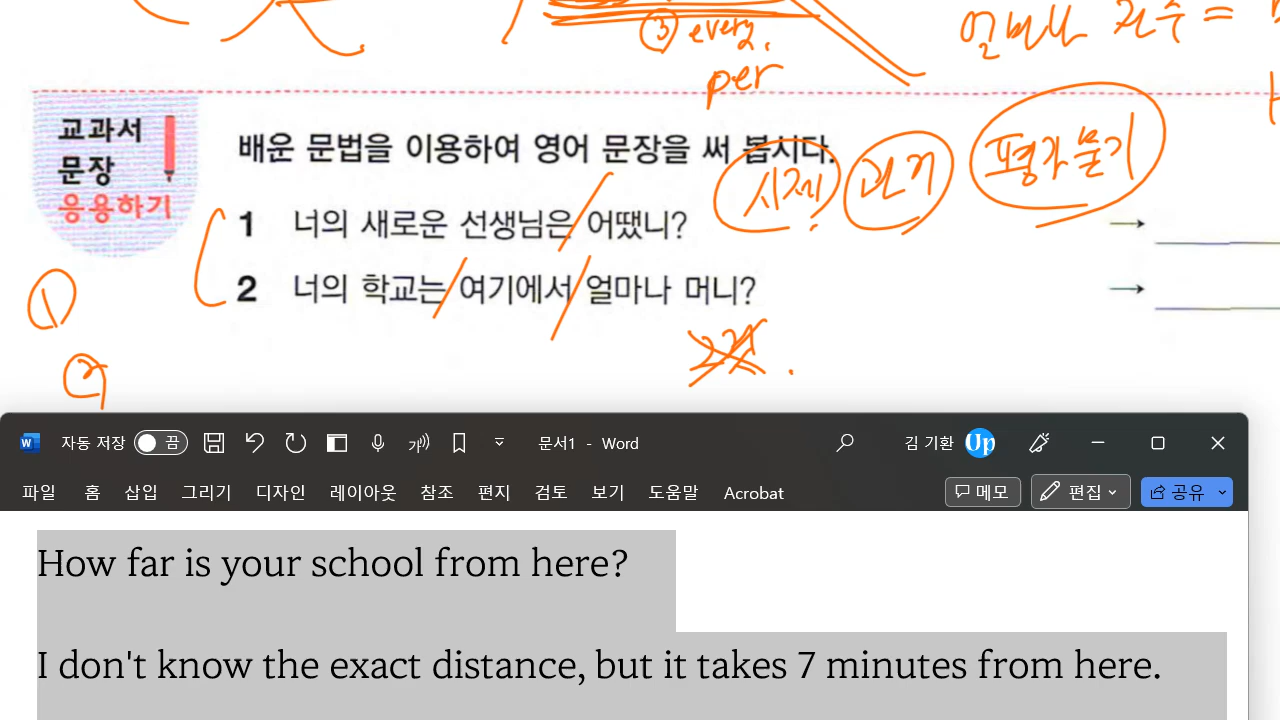 ③ every,
per
얼마나 자주 =
교과서
문장
응용하기
배운 문법을 이용하여 영어 문장을 써 봅시다.
시제 과거 평가 묻기
1 너의 새로운 선생님은 / 어땠니? →
2 너의 학교는 / 여기에서 / 얼마나 머니? →
①
②
자동 저장 끔 가 문서1 - Word 김 기환 Up
파일 홈 삽입 그리기 디자인 레이아웃 참조 편지 검토 보기 도움말 Acrobat 메모 편집 공유
How far is your school from here?
I don't know the exact distance, but it takes 7 minutes from here.